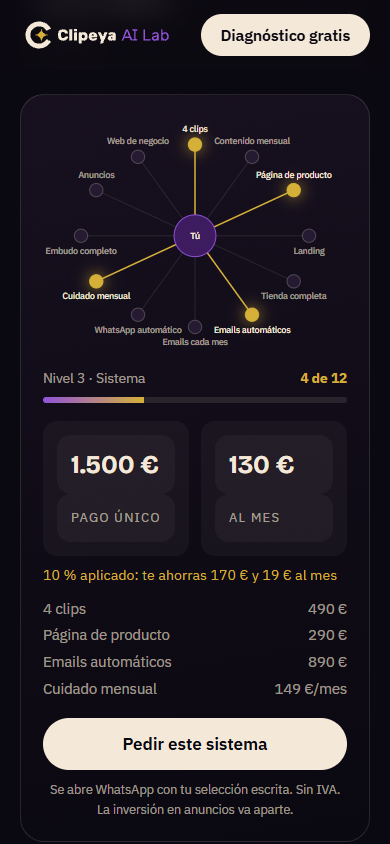 Clipeya AI Lab
Diagnóstico gratis
4 clips
Web de negocio
Contenido mensual
Anuncios
Página de producto
Tú
Embudo completo
Landing
Cuidado mensual
Tienda completa
WhatsApp automático
Emails automáticos
Emails cada mes
Nivel 3 · Sistema
4 de 12
1.500 €
130 €
PAGO ÚNICO
AL MES
10 % aplicado: te ahorras 170 € y 19 € al mes
4 clips 490 €
Página de producto 290 €
Emails automáticos 890 €
Cuidado mensual 149 €/mes
Pedir este sistema
Se abre WhatsApp con tu selección escrita. Sin IVA.
La inversión en anuncios va aparte.